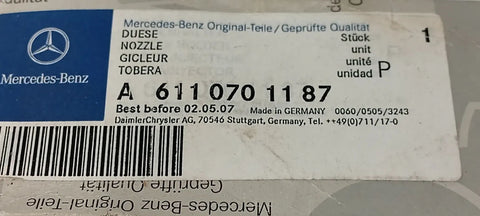 Mercedes-Benz
Mercedes-Benz Original-Teile/Geprüfte Qualität
DUESE Stück 1
NOZZLE unit
GICLEUR unité
TOBERA unidad P
A 611 070 11 87
Best before 02.05.07 Made in GERMANY 0060/0505/3243
DaimlerChrysler AG, 70546 Stuttgart, Germany, Tel. ++49(0)711/17-0
Geprüfte Qualität
Mercedes-Benz Original-Teile